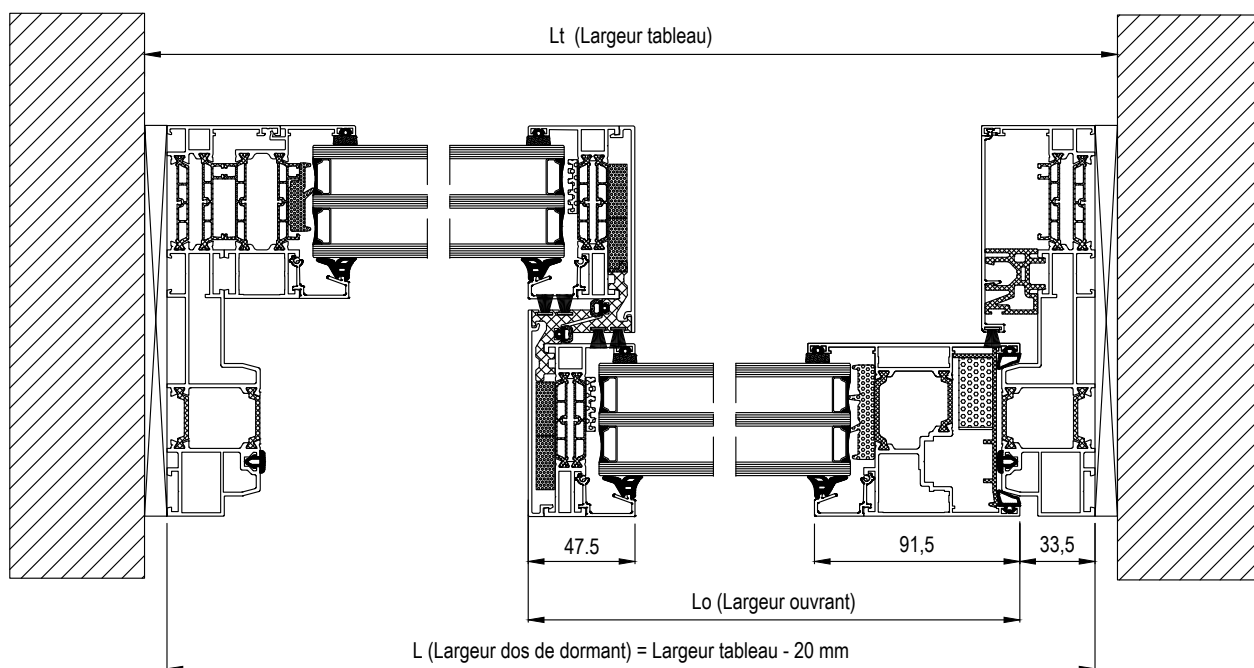 Lt (Largeur tableau)
47.5
91,5
33,5
Lo (Largeur ouvrant)
L (Largeur dos de dormant) = Largeur tableau - 20 mm